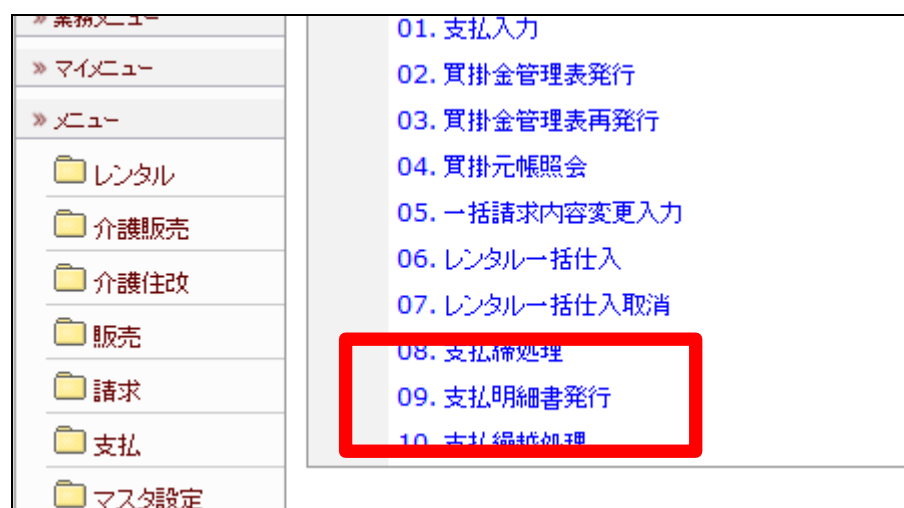 » 業務メニュー
» マイメニュー
» メニュー
レンタル
介護販売
介護住改
販売
請求
支払
マスタ設定
01. 支払入力
02. 買掛金管理表発行
03. 買掛金管理表再発行
04. 買掛元帳照会
05. 一括請求内容変更入力
06. レンタル一括仕入
07. レンタル一括仕入取消
08. 支払締処理
09. 支払明細書発行
10. 支払繰越処理